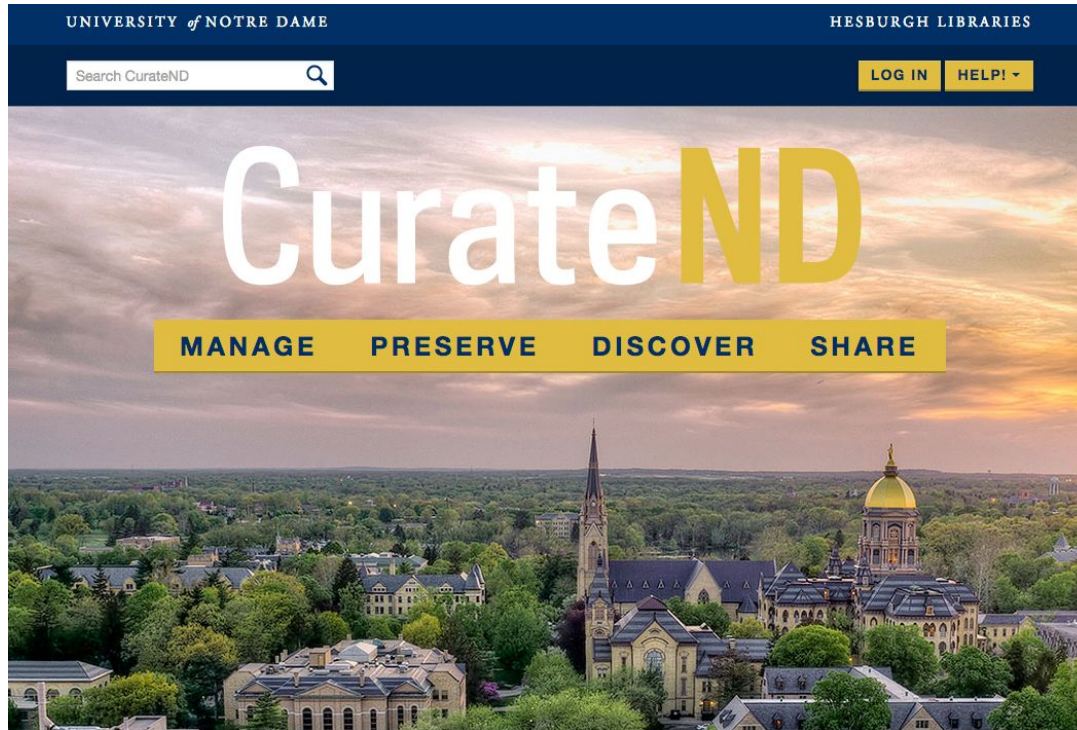 UNIVERSITY of NOTRE DAME
HESBURGH LIBRARIES
Search CurateND
LOG IN
HELP!
CurateND
MANAGE PRESERVE DISCOVER SHARE